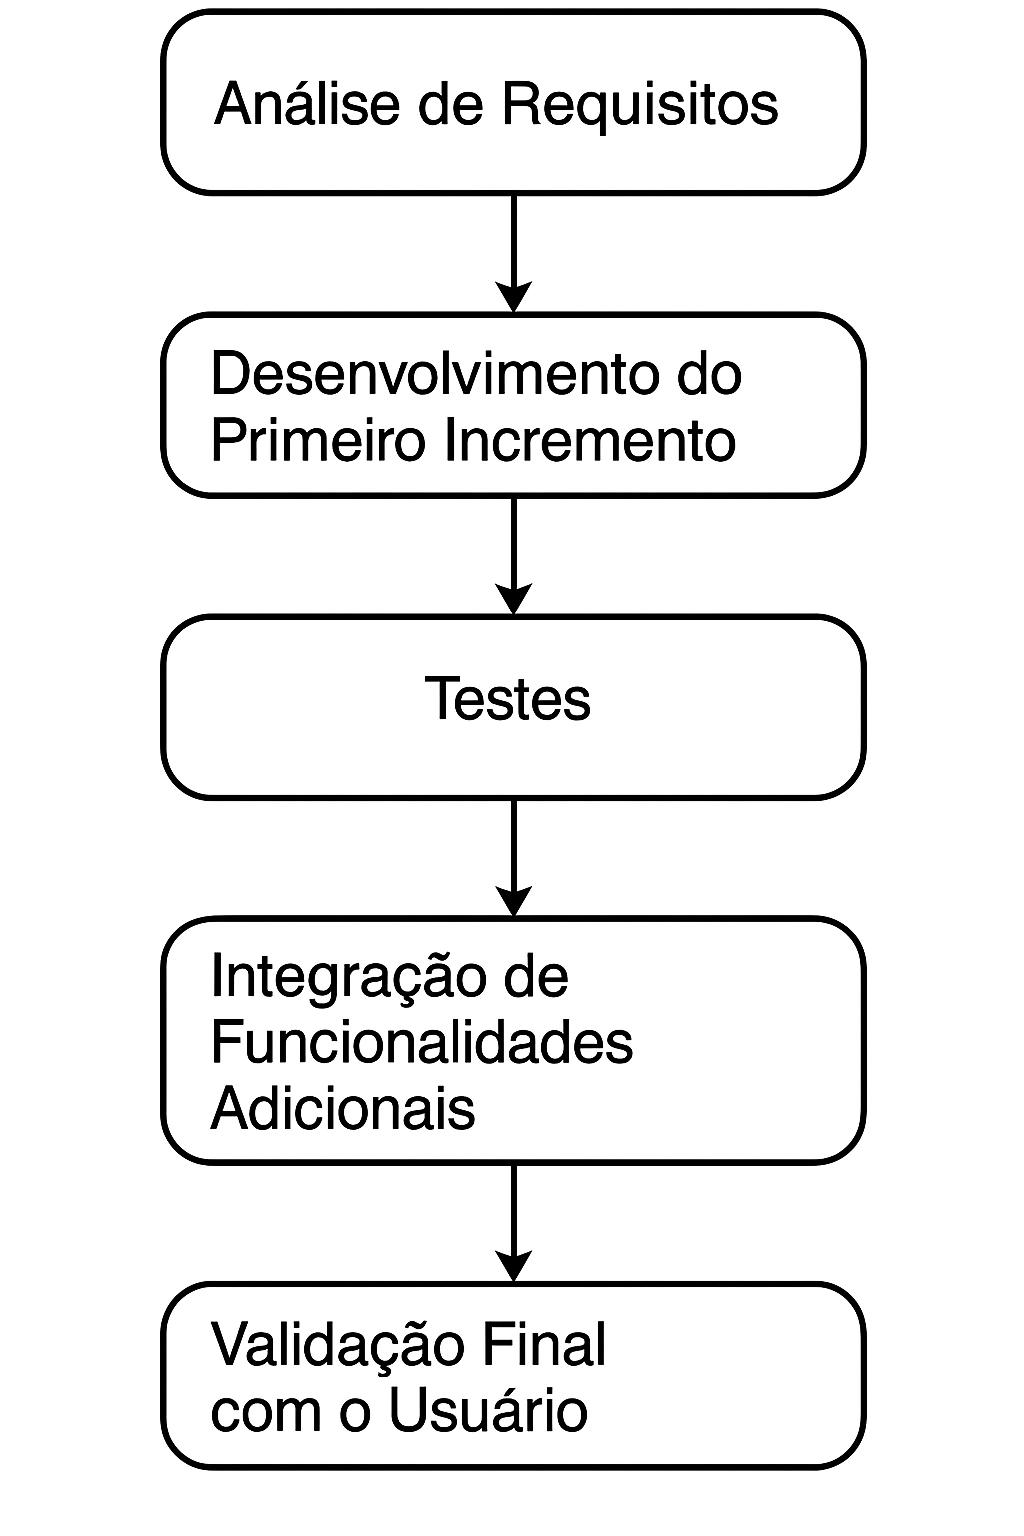 Análise de Requisitos
Desenvolvimento do
Primeiro Incremento
Testes
Integração de
Funcionalidades
Adicionais
Validação Final
com o Usuário